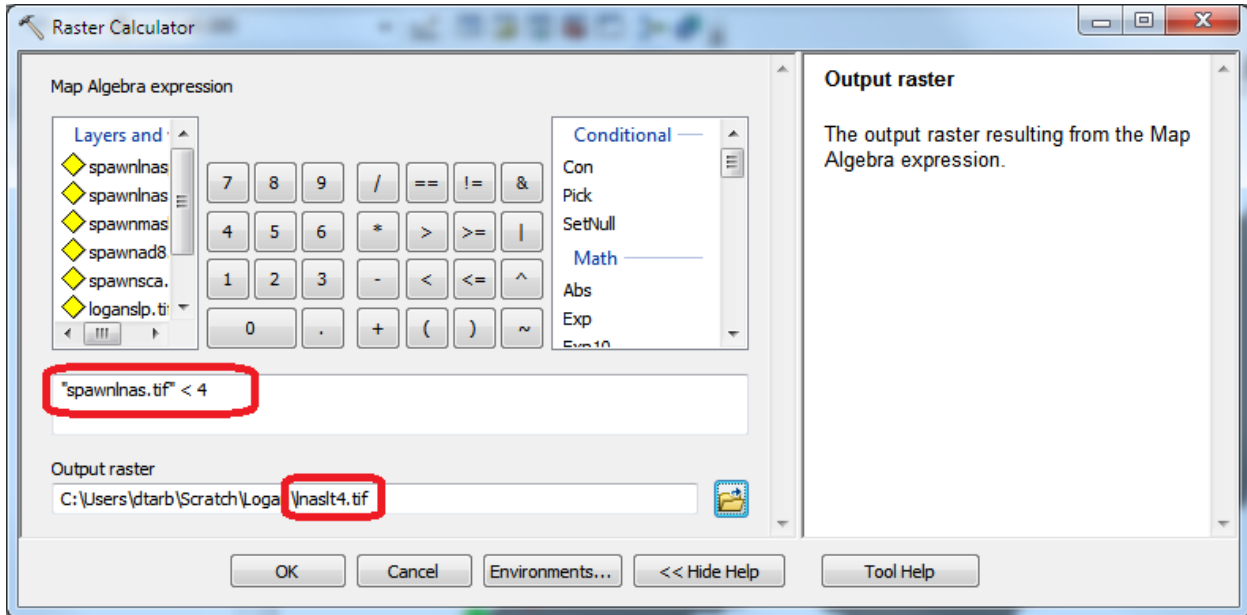 Raster Calculator
Map Algebra expression
Layers and
spawnlnas
spawnlnas
spawnmas
spawnad8.
spawnsca.
loganslp.ti
7 8 9 / == != &
4 5 6 * > >= |
1 2 3 - < <= ^
0 . + ( ) ~
Conditional
Con
Pick
SetNull
Math
Abs
Exp
Exp10
"spawnlnas.tif" < 4
Output raster
C:\Users\dtarb\Scratch\Loga \lnaslt4.tif
OK Cancel Environments... << Hide Help Tool Help
Output raster
The output raster resulting from the Map
Algebra expression.